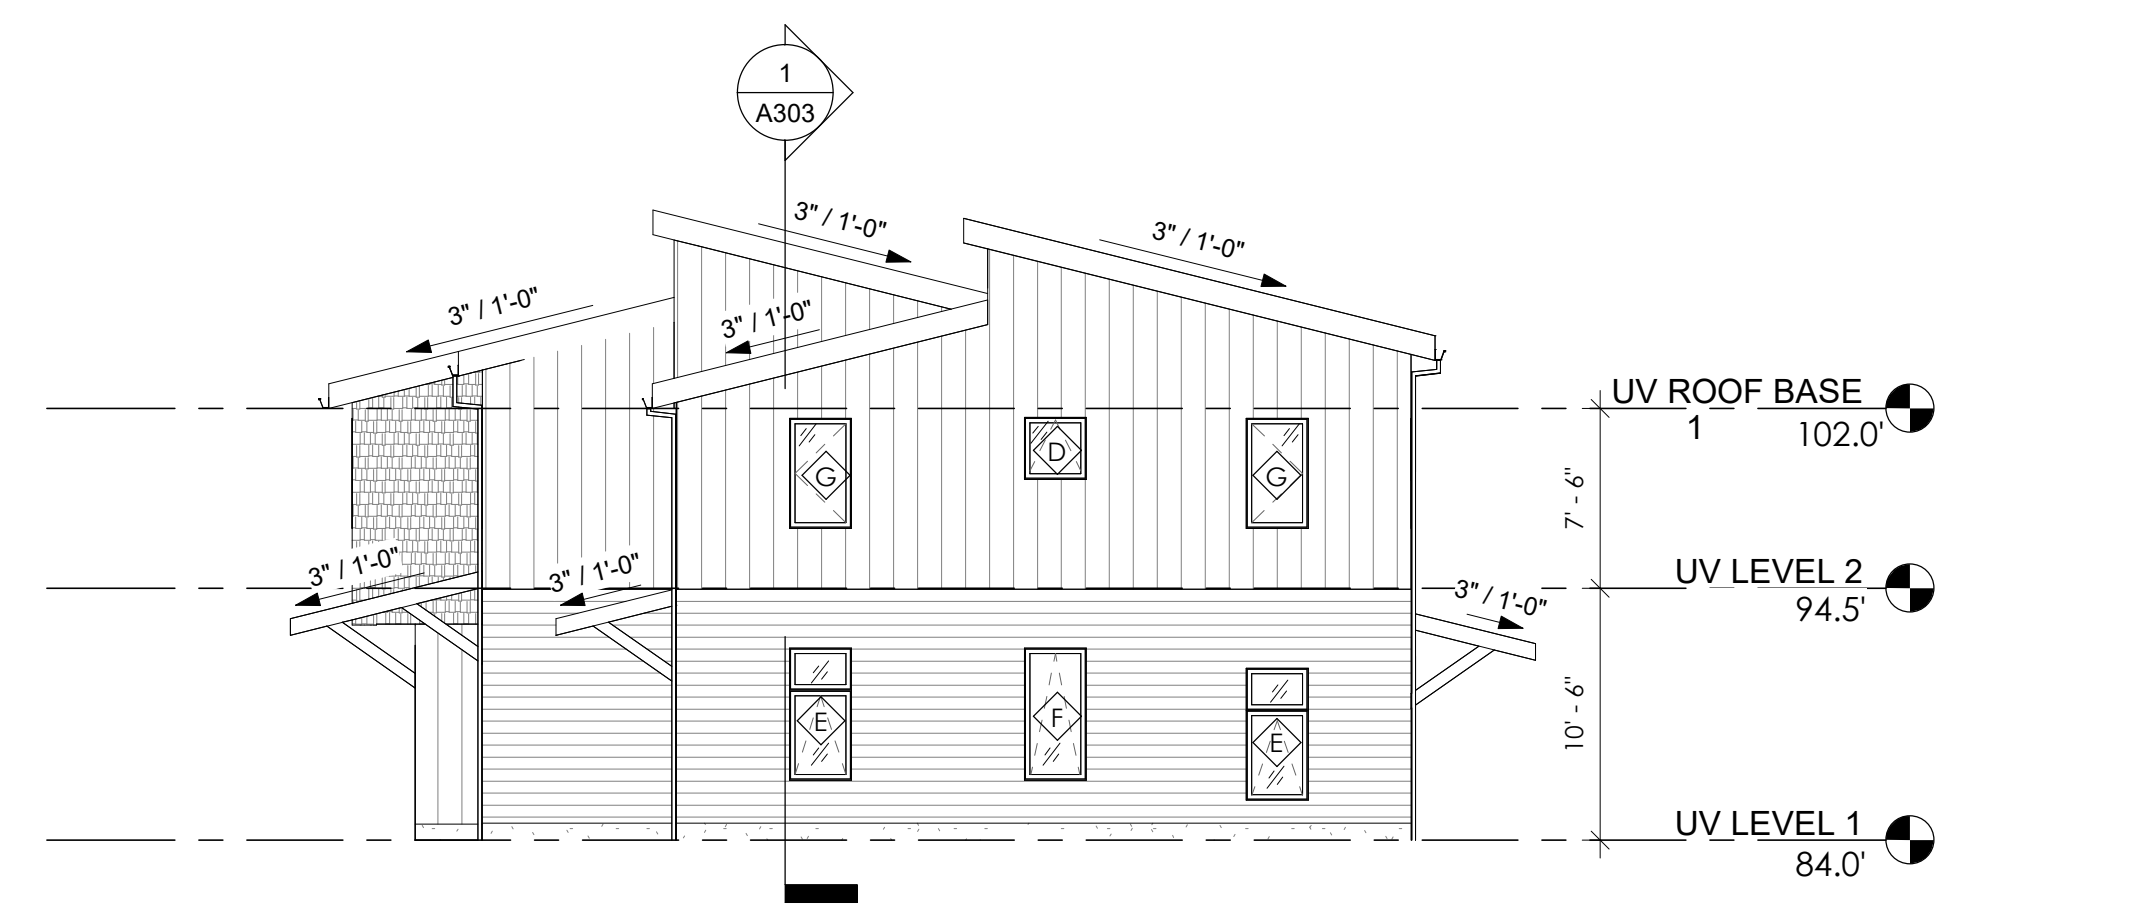 1
A303
3" / 1'-0"
3" / 1'-0"
3" / 1'-0"
3" / 1'-0"
UV ROOF BASE
1
102.0'
G
D
G
7' - 6"
3" / 1'-0"
3" / 1'-0"
3" / 1'-0"
UV LEVEL 2
94.5'
E
F
E
10' - 6"
UV LEVEL 1
84.0'